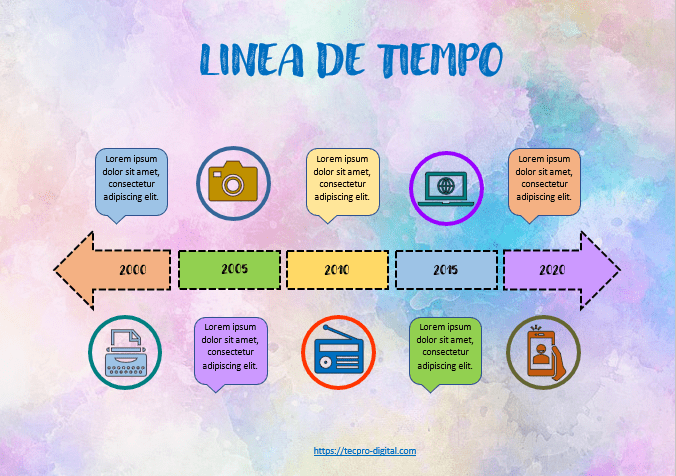 LINEA DE TIEMPO
Lorem ipsum
dolor sit amet,
consectetur
adipiscing elit.
Lorem ipsum
dolor sit amet,
consectetur
adipiscing elit.
Lorem ipsum
dolor sit amet,
consectetur
adipiscing elit.
2000 2005 2010 2015 2020
Lorem ipsum
dolor sit amet,
consectetur
adipiscing elit.
Lorem ipsum
dolor sit amet,
consectetur
adipiscing elit.
https://tecpro-digital.com